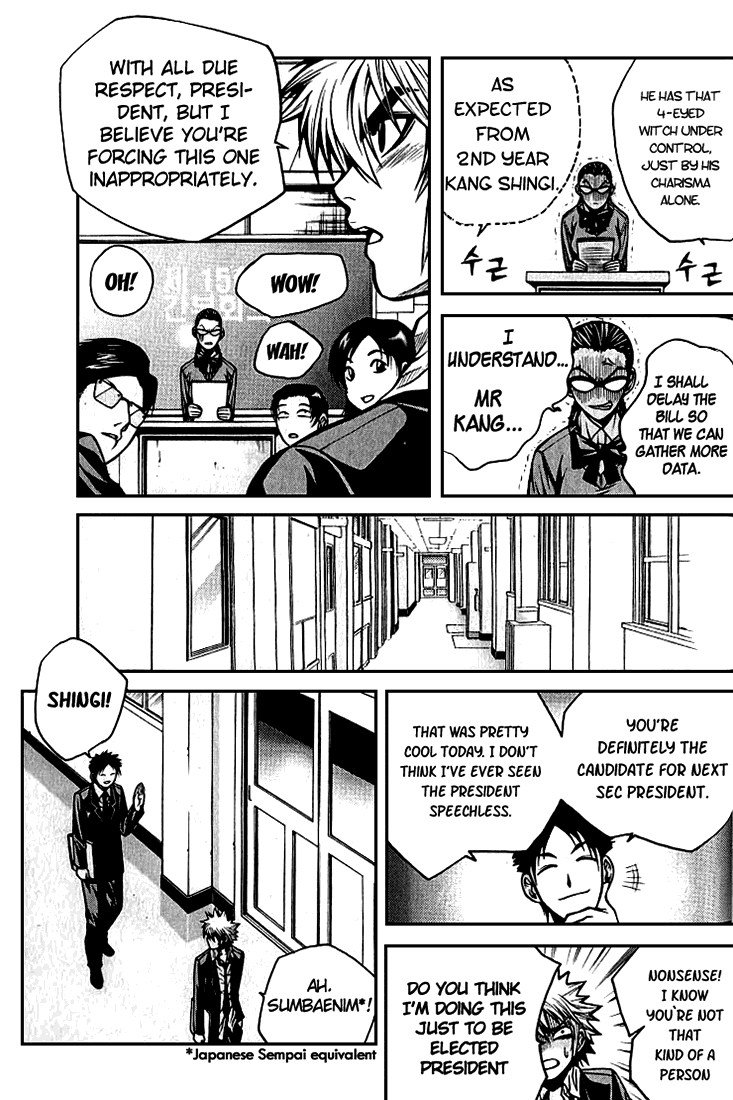 WITH ALL DUE
RESPECT, PRESI-
DENT, BUT I
BELIEVE YOU'RE
FORCING THIS ONE
INAPPROPRIATELY.
OH!
WOW!
WAH!
AS
EXPECTED
FROM
2ND YEAR
KANG SHINGI.
HE HAS THAT
4-EYED
WITCH UNDER
CONTROL,
JUST BY HIS
CHARISMA
ALONE.
수근
수근
I
UNDERSTAND...
MR
KANG...
I SHALL
DELAY THE
BILL SO
THAT WE CAN
GATHER MORE
DATA.
SHINGI!
AH.
SUMBAENIM*!
*Japanese Sempai equivalent
THAT WAS PRETTY
COOL TODAY. I DON'T
THINK I'VE EVER SEEN
THE PRESIDENT
SPEECHLESS.
YOU'RE
DEFINITELY THE
CANDIDATE FOR NEXT
SEC PRESIDENT.
DO YOU THINK
I'M DOING THIS
JUST TO BE
ELECTED
PRESIDENT
NONSENSE!
I KNOW
YOU`RE NOT
THAT
KIND OF A
PERSON